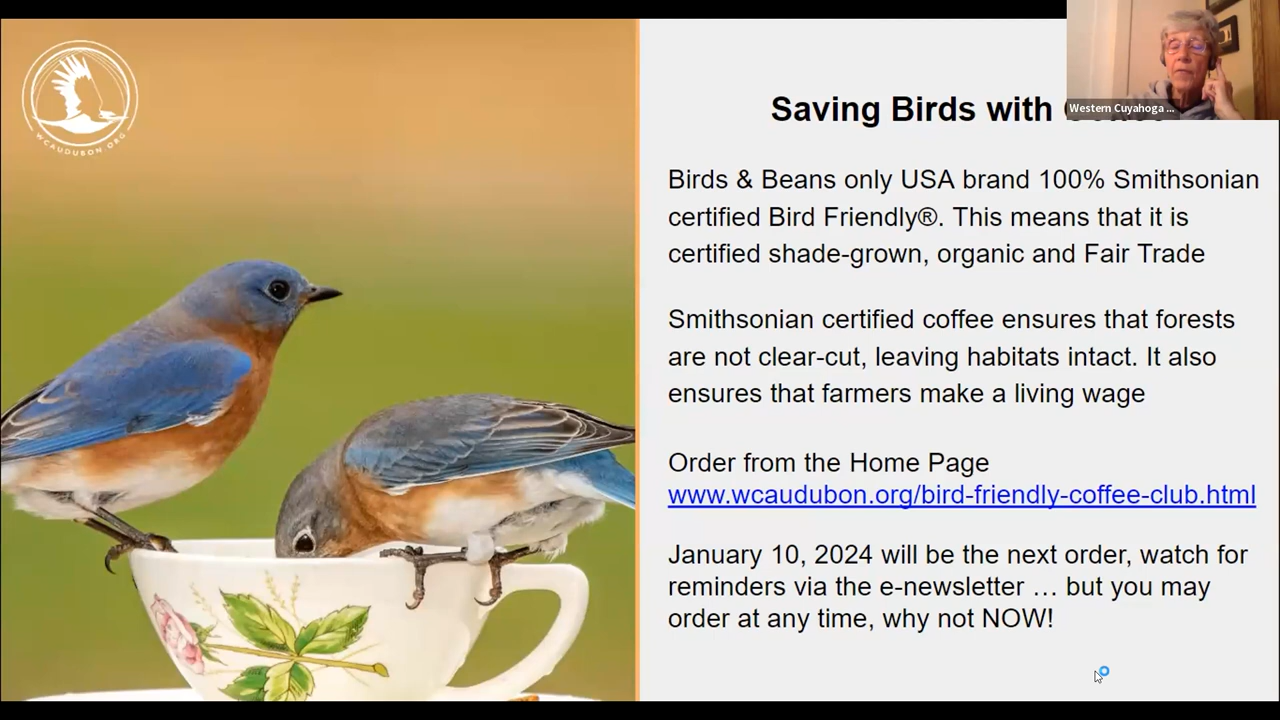 WCAUDUBON.ORG
Western Cuyahoga ...
Saving Birds with
Birds & Beans only USA brand 100% Smithsonian
certified Bird Friendly®. This means that it is
certified shade-grown, organic and Fair Trade
Smithsonian certified coffee ensures that forests
are not clear-cut, leaving habitats intact. It also
ensures that farmers make a living wage
Order from the Home Page
www.wcaudubon.org/bird-friendly-coffee-club.html
January 10, 2024 will be the next order, watch for
reminders via the e-newsletter … but you may
order at any time, why not NOW!